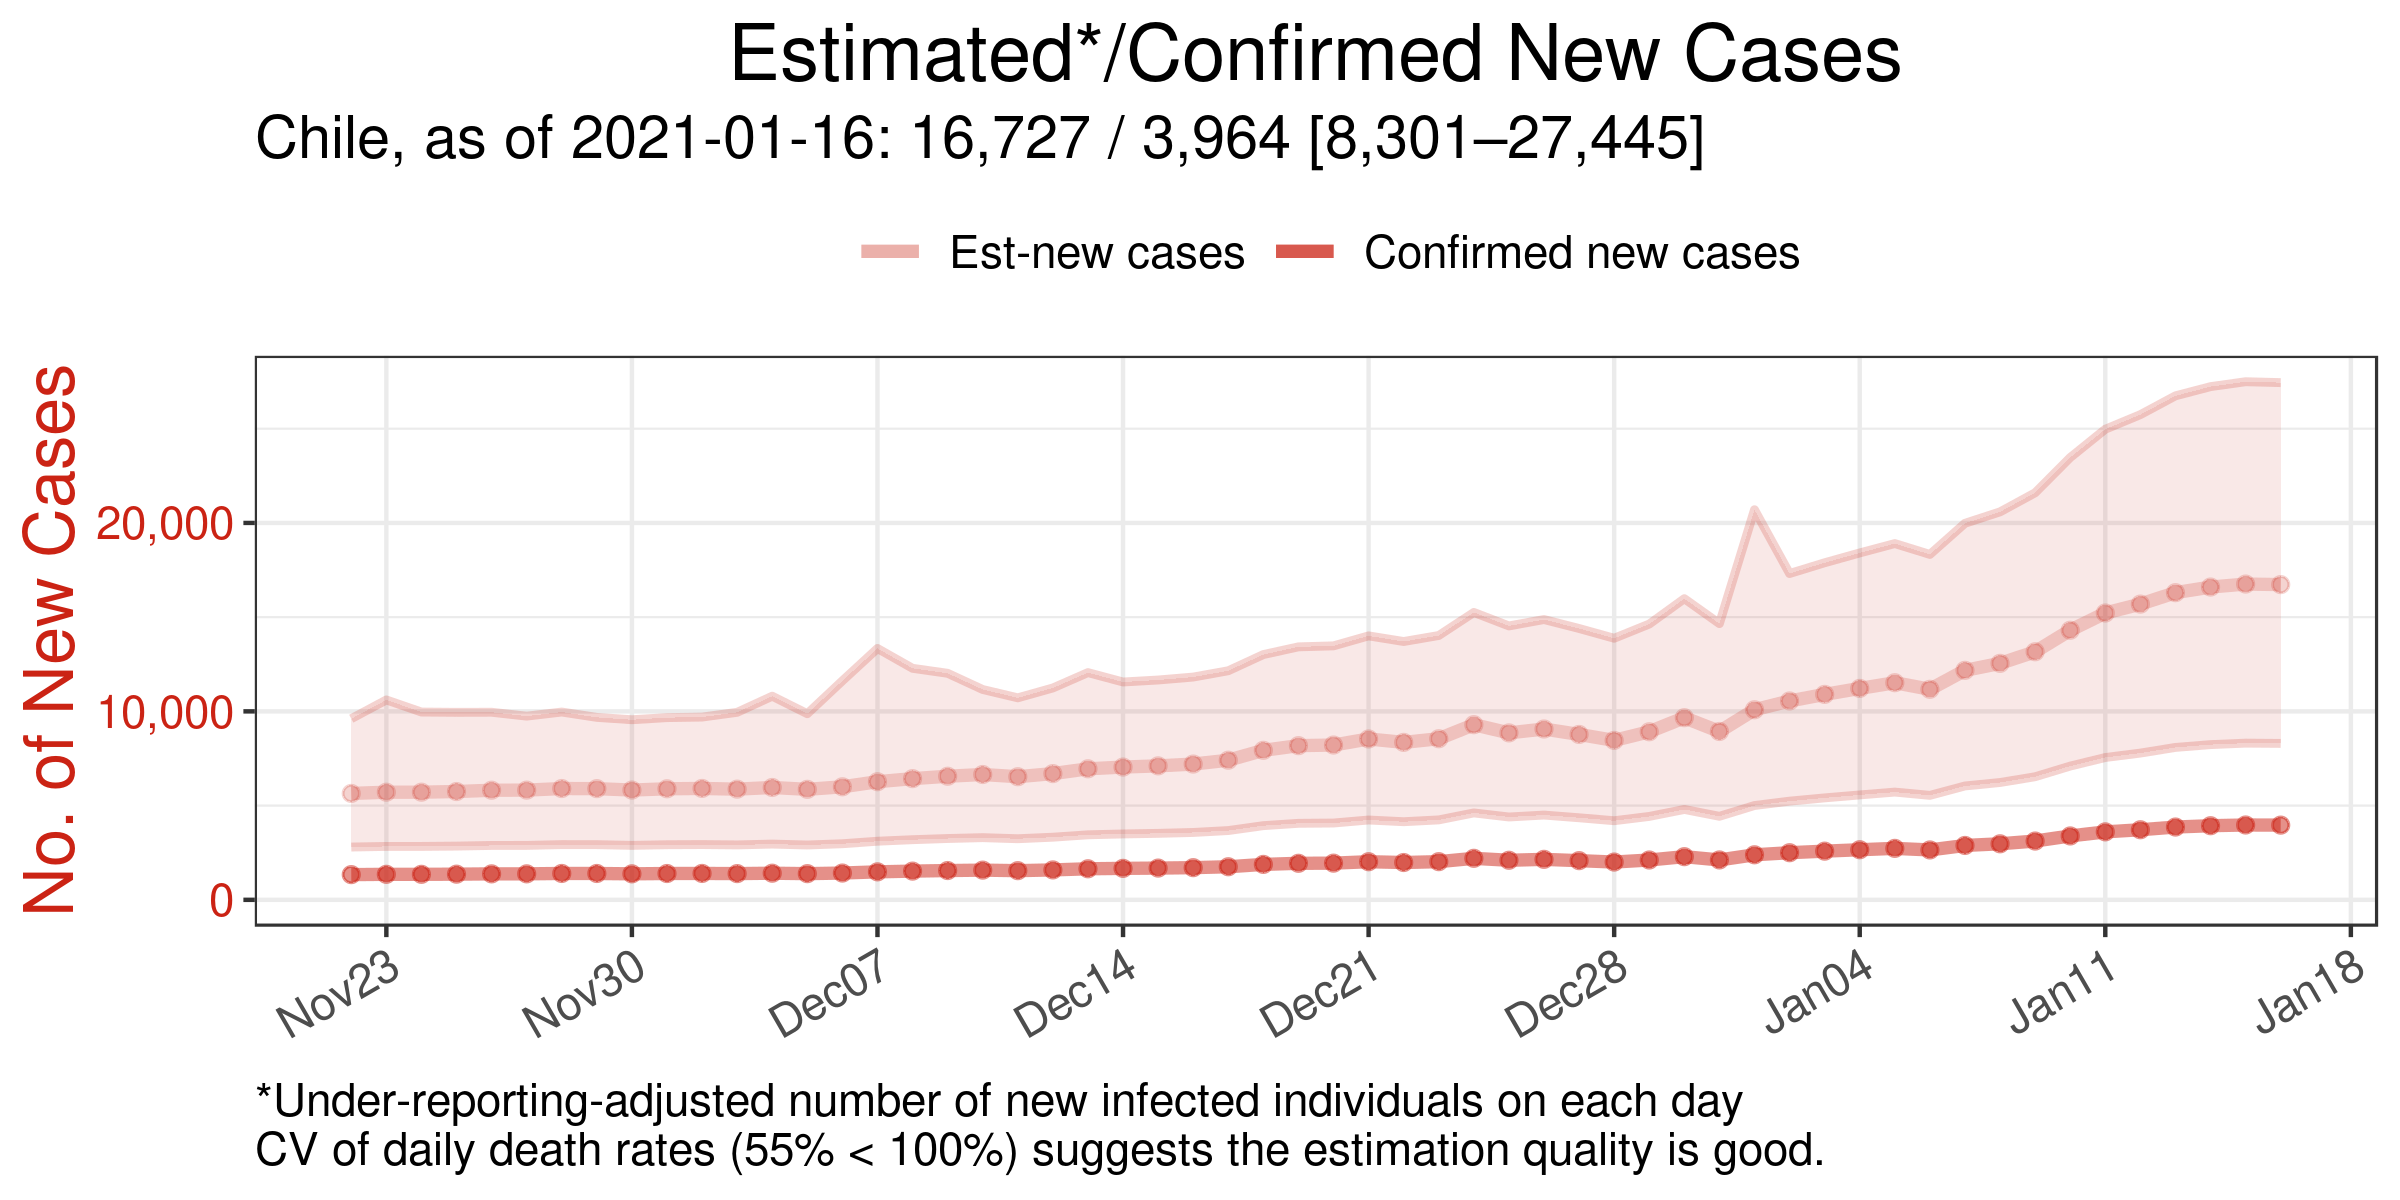 Estimated*/Confirmed New Cases
Chile, as of 2021-01-16: 16,727 / 3,964 [8,301–27,445]
Est-new cases
Confirmed new cases
No. of New Cases
20,000
10,000
0
Nov23
Nov30
Dec07
Dec14
Dec21
Dec28
Jan04
Jan11
Jan18
*Under-reporting-adjusted number of new infected individuals on each day
CV of daily death rates (55% < 100%) suggests the estimation quality is good.